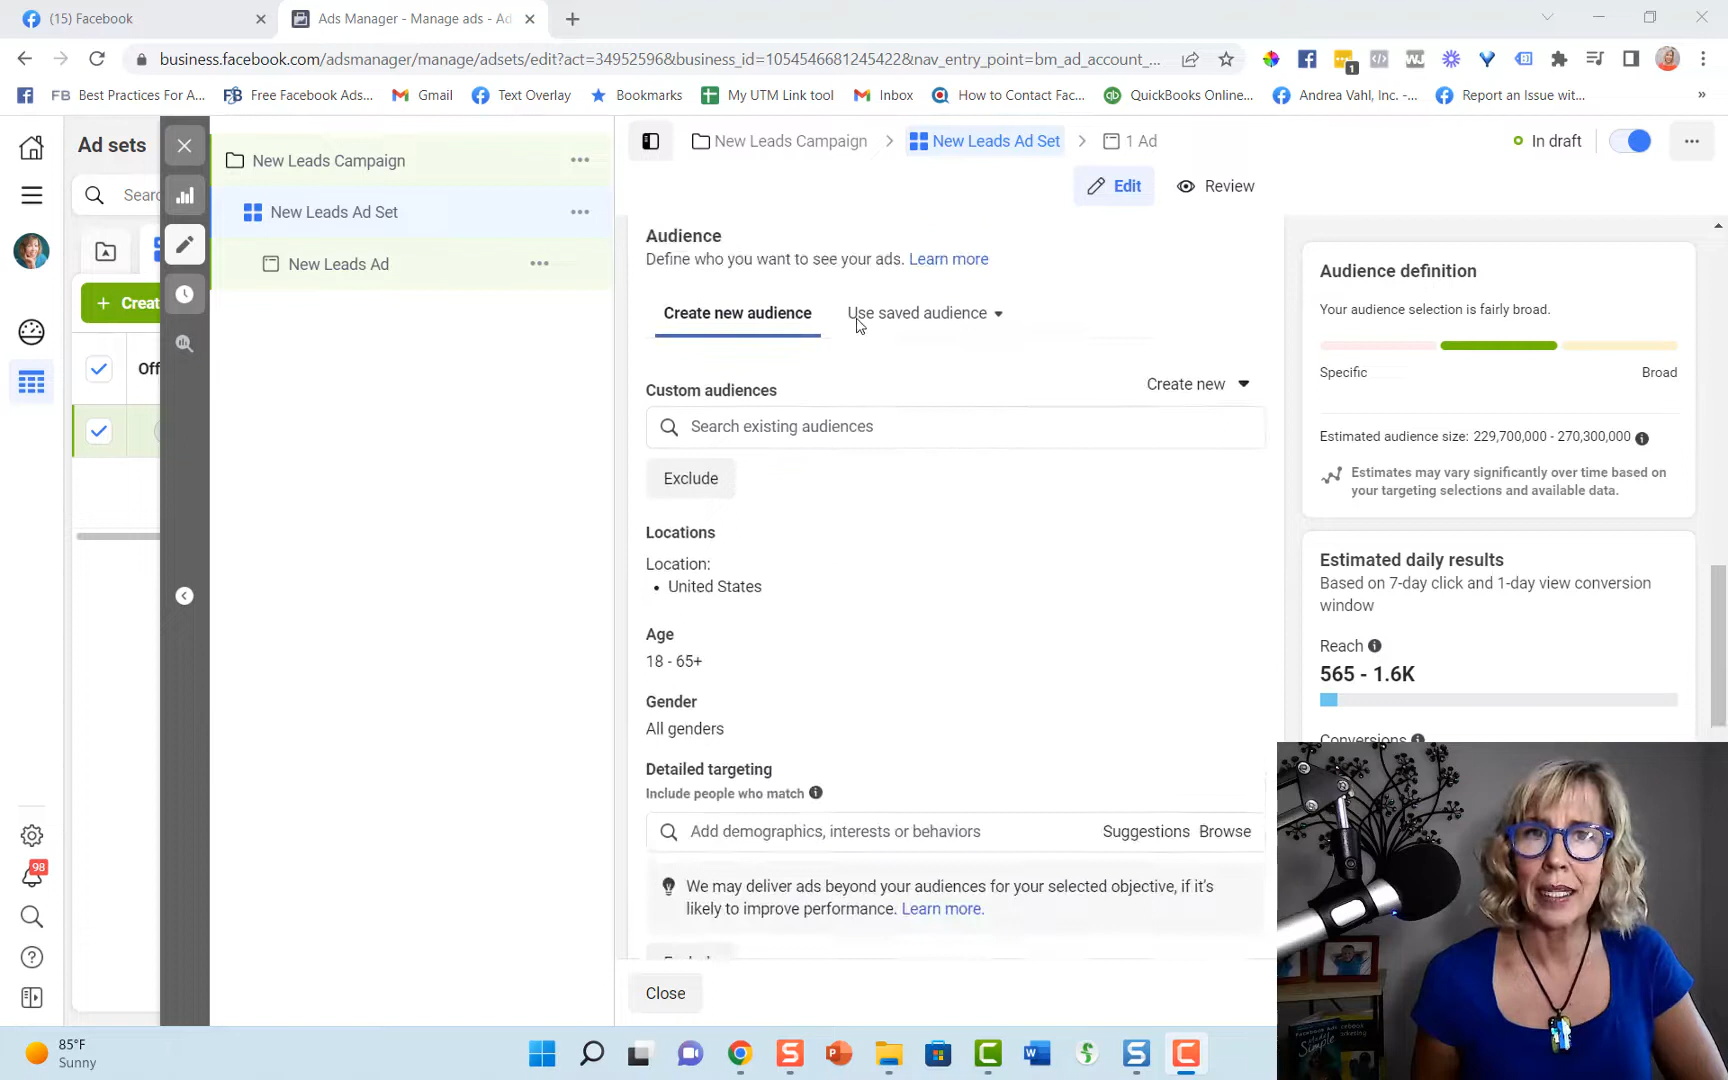 (15) Facebook
Ads Manager - Manage ads - Ad
business.facebook.com/adsmanager/manage/adsets/edit?act=34952596&business_id=1054546681245422&nav_entry_point=bm_ad_account_...
1
FB Best Practices For A...
Free Facebook Ads...
Gmail
Text Overlay
Bookmarks
My UTM Link tool
Inbox
How to Contact Fac...
QuickBooks Online...
Andrea Vahl, Inc. -...
Report an Issue wit...
»
Ad sets
New Leads Campaign
New Leads Campaign
New Leads Ad Set
1 Ad
In draft
Sear
New Leads Ad Set
Edit
Review
New Leads Ad
+ Creat
Off
Audience
Define who you want to see your ads. Learn more
Create new audience
Use saved audience
Custom audiences
Create new
Search existing audiences
Exclude
Locations
Location:
• United States
Age
18 - 65+
Gender
All genders
Detailed targeting
Include people who match
Add demographics, interests or behaviors
Suggestions
Browse
We may deliver ads beyond your audiences for your selected objective, if it's
likely to improve performance. Learn more.
Close
Audience definition
Your audience selection is fairly broad.
Specific
Broad
Estimated audience size: 229,700,000 - 270,300,000
Estimates may vary significantly over time based on
your targeting selections and available data.
Estimated daily results
Based on 7-day click and 1-day view conversion
window
Reach
565 - 1.6K
Conversions
98
85°F
Sunny